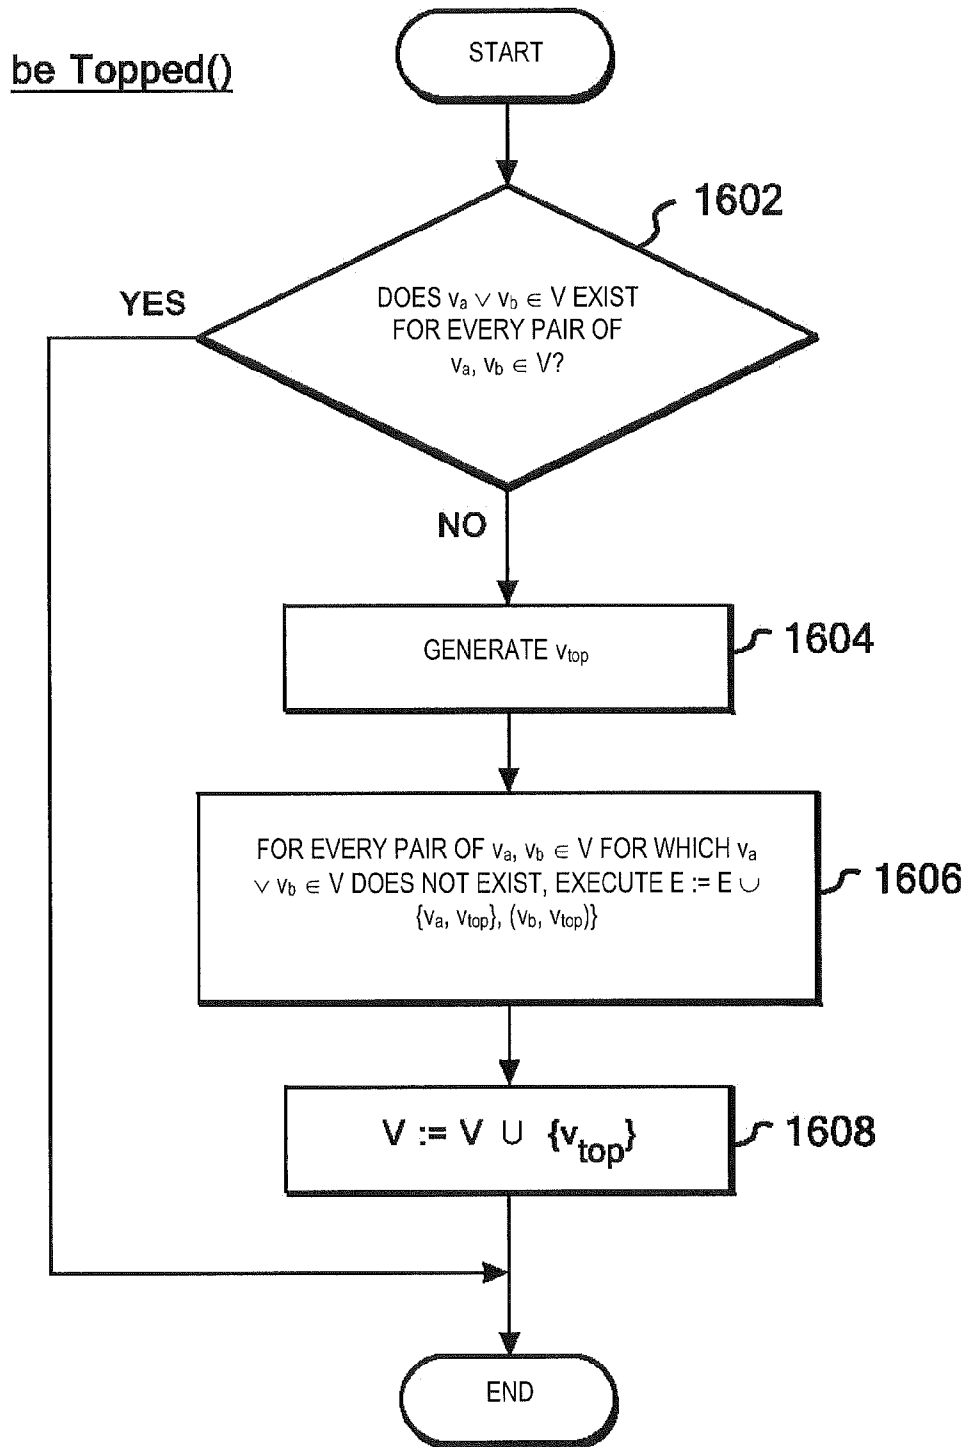 be Topped()
START
1602
DOES va ∨ vb ∈ V EXIST
FOR EVERY PAIR OF
va, vb ∈ V?
YES
NO
GENERATE vtop
1604
FOR EVERY PAIR OF va, vb ∈ V FOR WHICH va
∨ vb ∈ V DOES NOT EXIST, EXECUTE E := E ∪
{va, vtop}, (vb, vtop)}
1606
V := V ∪ {vtop}
1608
END